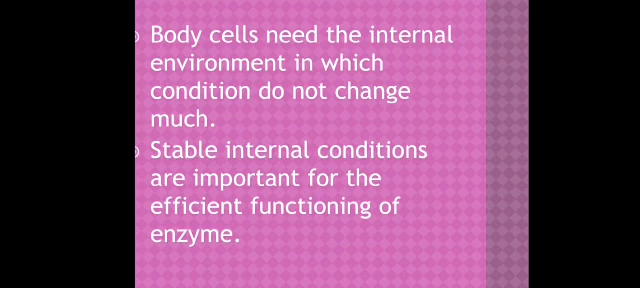 Body cells need the internal
environment in which
condition do not change
much.
Stable internal conditions
are important for the
efficient functioning of
enzyme.